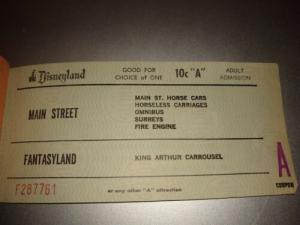 Disneyland
GOOD FOR
CHOICE of ONE
10c "A"
ADULT
ADMISSION
MAIN STREET
MAIN ST. HORSE CARS
HORSELESS CARRIAGES
OMNIBUS
SURREYS
FIRE ENGINE
FANTASYLAND
KING ARTHUR CARROUSEL
A
COUPON
F287761
or any other "A" attraction